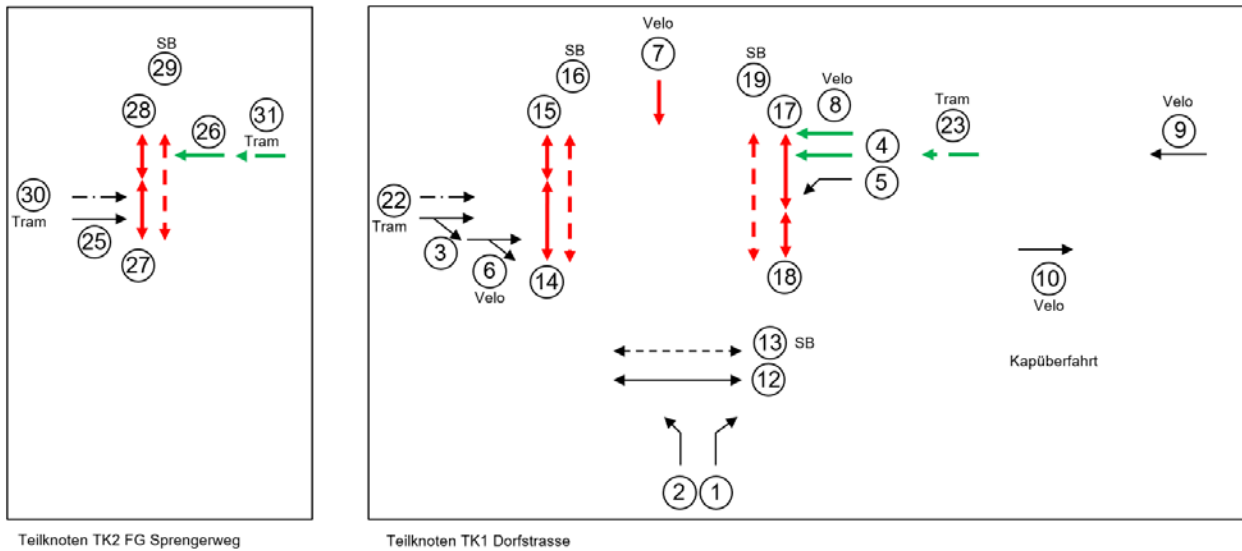 SB
29
28
26
31
Tram
30
Tram
25
27
Teilknoten TK2 FG Sprengerweg
Velo
7
SB
16
15
SB
19
17
Velo
8
Tram
23
Velo
9
4
5
22
Tram
3
6
Velo
14
18
10
Velo
13 SB
12
Kapüberfahrt
2 1
Teilknoten TK1 Dorfstrasse